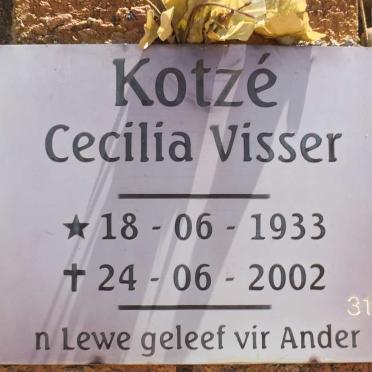 Kotzé
Cecilia Visser
★ 18 - 06 - 1933
✝ 24 - 06 - 2002
31
n Lewe geleef vir Ander